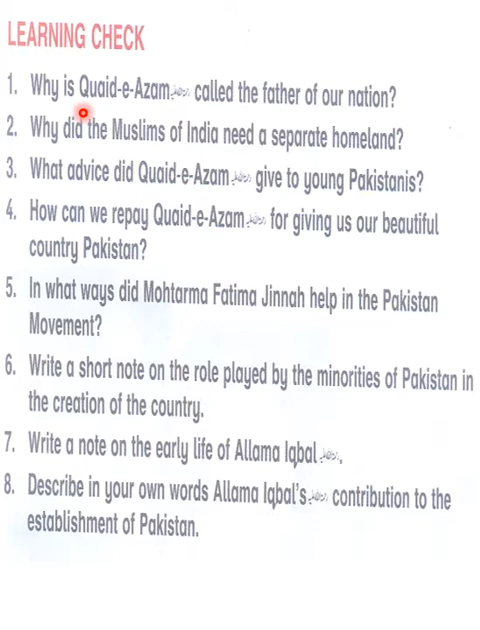 LEARNING CHECK
1. Why is Quaid-e-Azam called the father of our nation?
2. Why did the Muslims of India need a separate homeland?
3. What advice did Quaid-e-Azam give to young Pakistanis?
4. How can we repay Quaid-e-Azam for giving us our beautiful
country Pakistan?
5. In what ways did Mohtarma Fatima Jinnah help in the Pakistan
Movement?
6. Write a short note on the role played by the minorities of Pakistan in
the creation of the country.
7. Write a note on the early life of Allama Iqbal .
8. Describe in your own words Allama Iqbal's contribution to the
establishment of Pakistan.